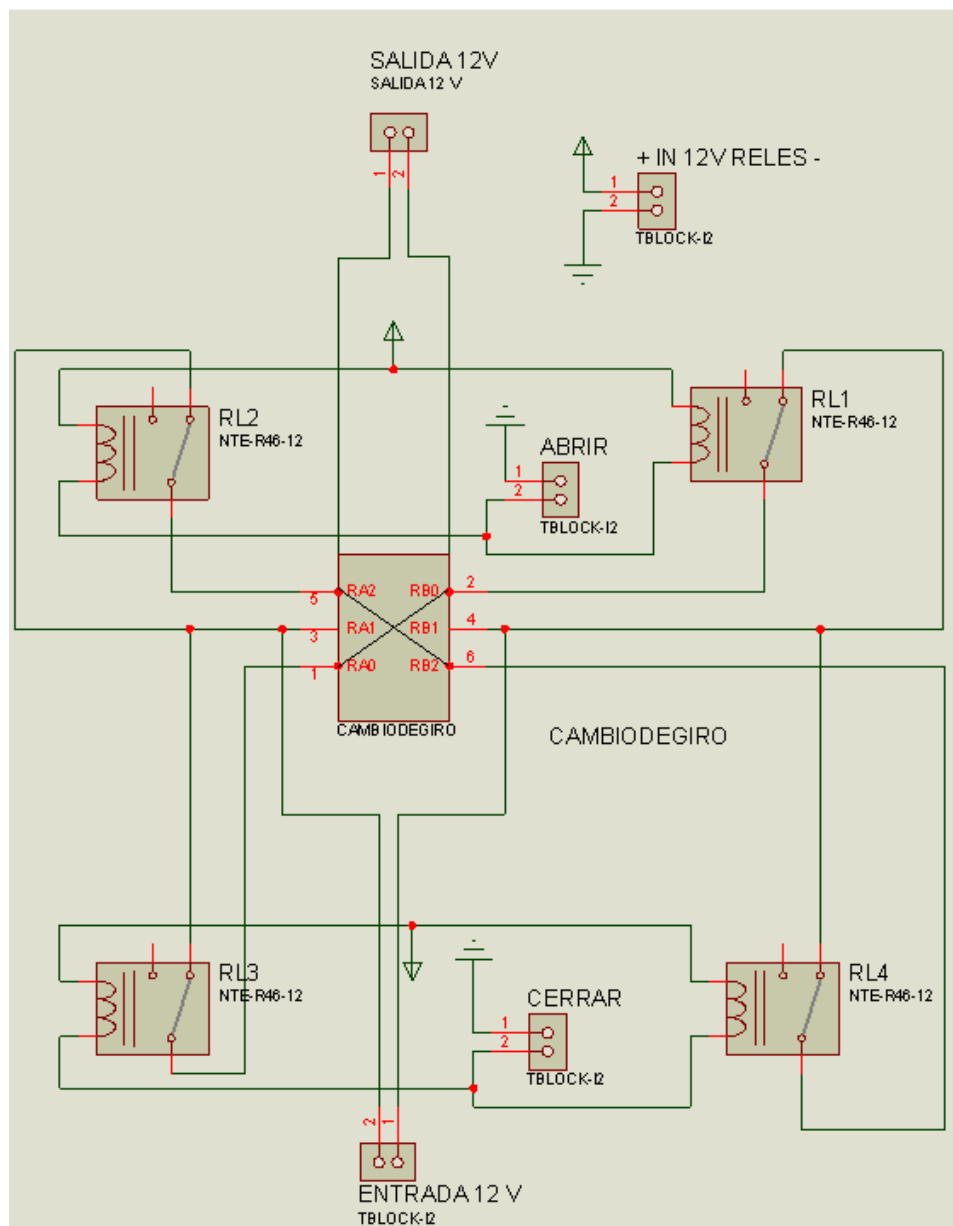 SALIDA 12V
SALIDA 12 V
1
2
+ IN 12V RELES -
1
2
TBLOCK-I2
RL2
NTE-R46-12
RL1
NTE-R46-12
ABRIR
1
2
TBLOCK-I2
5
RA2
RB0
2
3
RA1
RB1
4
1
RA0
RB2
6
CAMBIODEGIRO
CAMBIODEGIRO
RL3
NTE-R46-12
RL4
NTE-R46-12
CERRAR
1
2
TBLOCK-I2
2
1
ENTRADA 12 V
TBLOCK-I2